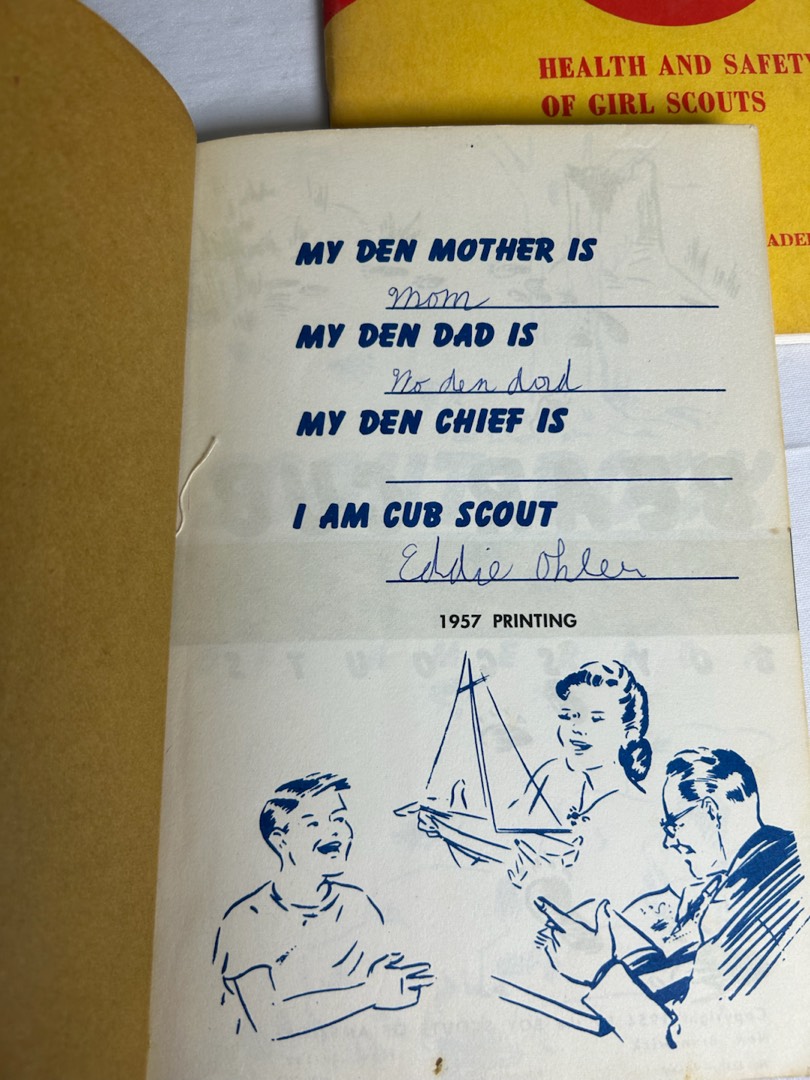 HEALTH AND SAFETY
OF GIRL SCOUTS
MY DEN MOTHER IS
Mom
MY DEN DAD IS
No den dad
MY DEN CHIEF IS
I AM CUB SCOUT
Eddie Ohler
1957 PRINTING